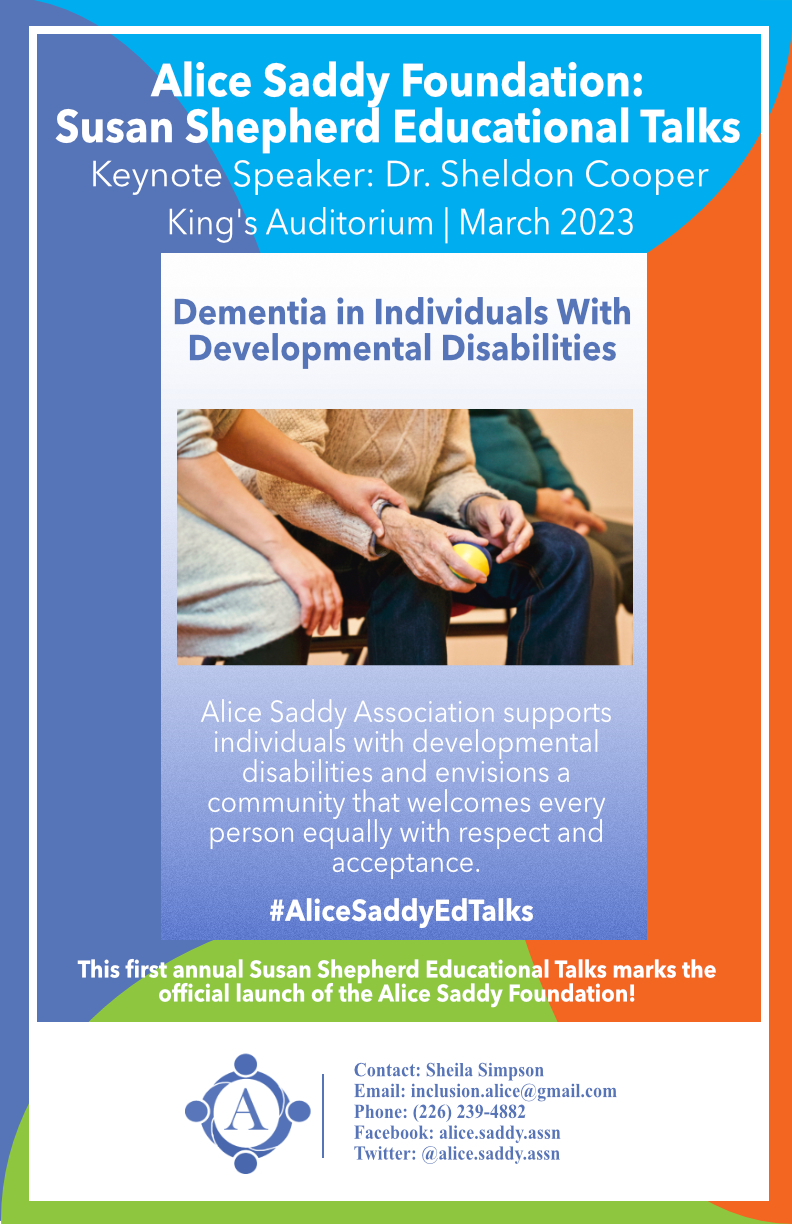 Alice Saddy Foundation:
Susan Shepherd Educational Talks
Keynote Speaker: Dr. Sheldon Cooper
King's Auditorium | March 2023
Dementia in Individuals With
Developmental Disabilities
Alice Saddy Association supports
individuals with developmental
disabilities and envisions a
community that welcomes every
person equally with respect and
acceptance.
#AliceSaddyEdTalks
This first annual Susan Shepherd Educational Talks marks the
official launch of the Alice Saddy Foundation!
A
Contact: Sheila Simpson
Email: inclusion.alice@gmail.com
Phone: (226) 239-4882
Facebook: alice.saddy.assn
Twitter: @alice.saddy.assn